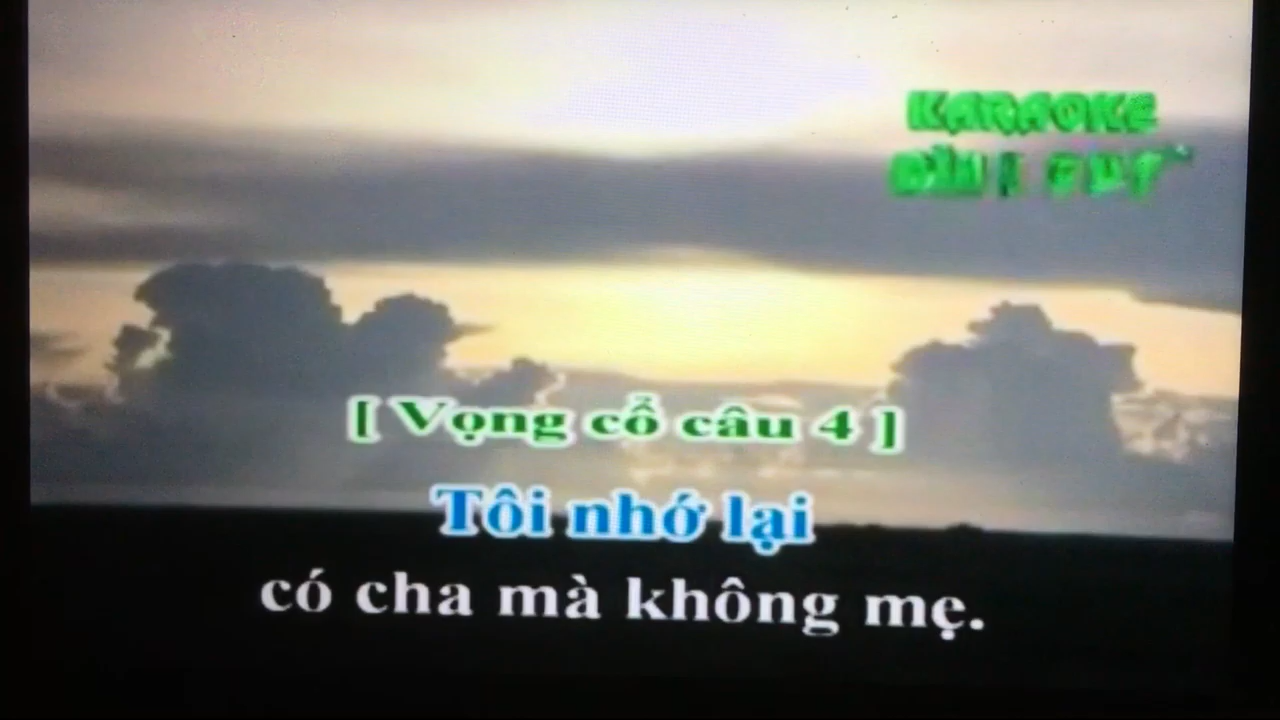 KARAOKE
[ Vọng cổ câu 4 ]
Tôi nhớ lại
có cha mà không mẹ.